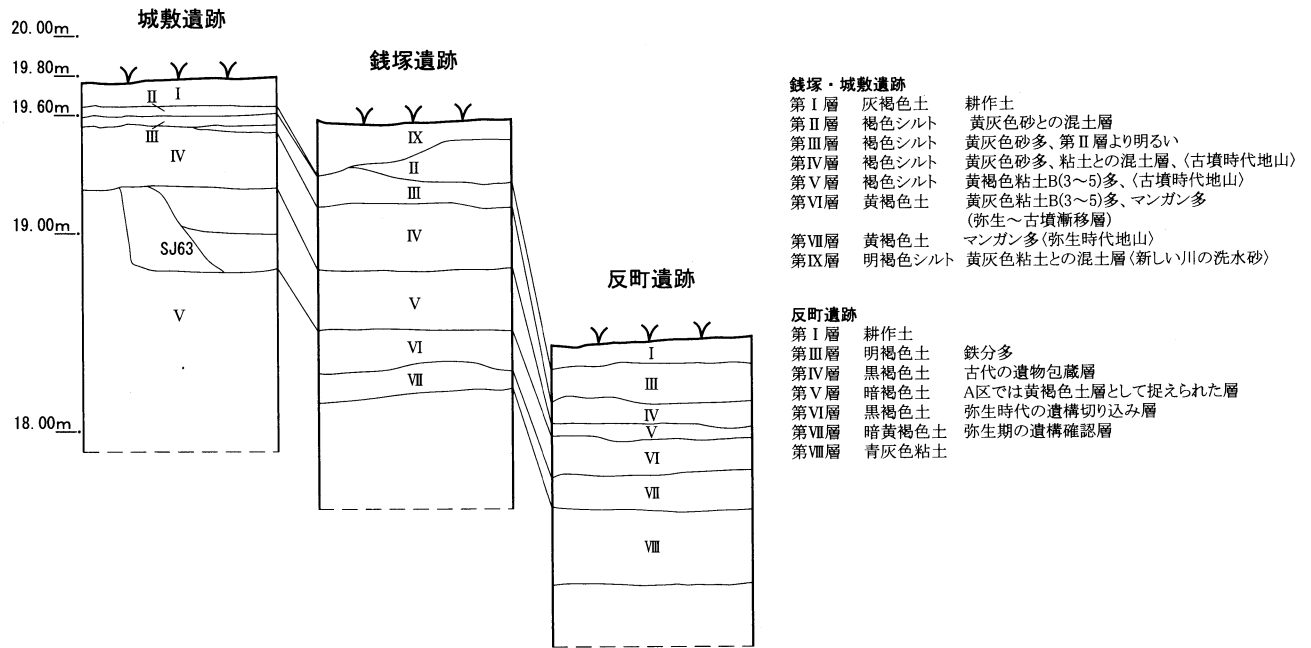 城敷遺跡
20.00m
19.80m
19.60m
19.00m
18.00m
I
II
III
IV
SJ63
V
銭塚遺跡
IX
II
III
IV
V
VI
VII
反町遺跡
I
III
IV
V
VI
VII
VIII
銭塚・城敷遺跡
第Ⅰ層 灰褐色土 耕作土
第Ⅱ層 褐色シルト 黄灰色砂との混土層
第Ⅲ層 褐色シルト 黄灰色砂多、第Ⅱ層より明るい
第Ⅳ層 褐色シルト 黄灰色砂多、粘土との混土層、〈古墳時代地山〉
第Ⅴ層 褐色シルト 黄褐色粘土B(3〜5)多、〈古墳時代地山〉
第Ⅵ層 黄褐色土 黄灰色粘土B(3〜5)多、マンガン多
(弥生〜古墳漸移層)
第Ⅶ層 黄褐色土 マンガン多〈弥生時代地山〉
第Ⅸ層 明褐色シルト 黄灰色粘土との混土層〈新しい川の洗水砂〉
反町遺跡
第Ⅰ層 耕作土
第Ⅲ層 明褐色土 鉄分多
第Ⅳ層 黒褐色土 古代の遺物包蔵層
第Ⅴ層 暗褐色土 A区では黄褐色土層として捉えられた層
第Ⅵ層 黒褐色土 弥生時代の遺構切り込み層
第Ⅶ層 暗黄褐色土 弥生期の遺構確認層
第Ⅷ層 青灰色粘土